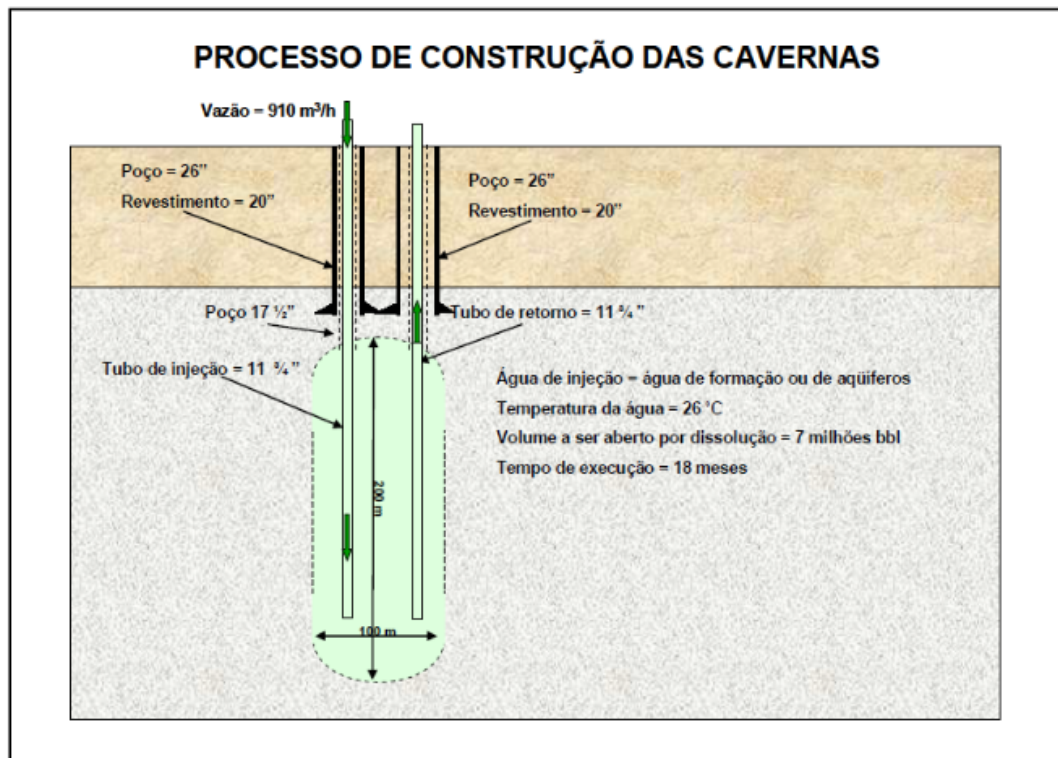 PROCESSO DE CONSTRUÇÃO DAS CAVERNAS
Vazão = 910 m³/h
Poço = 26”
Revestimento = 20”
Poço = 26”
Revestimento = 20”
Poço 17 ½”
Tubo de retorno = 11 ¾ ”
Tubo de injeção = 11 ¾ ”
Água de injeção = água de formação ou de aqüíferos
Temperatura da água = 26 °C
Volume a ser aberto por dissolução = 7 milhões bbl
Tempo de execução = 18 meses
200 m
100 m